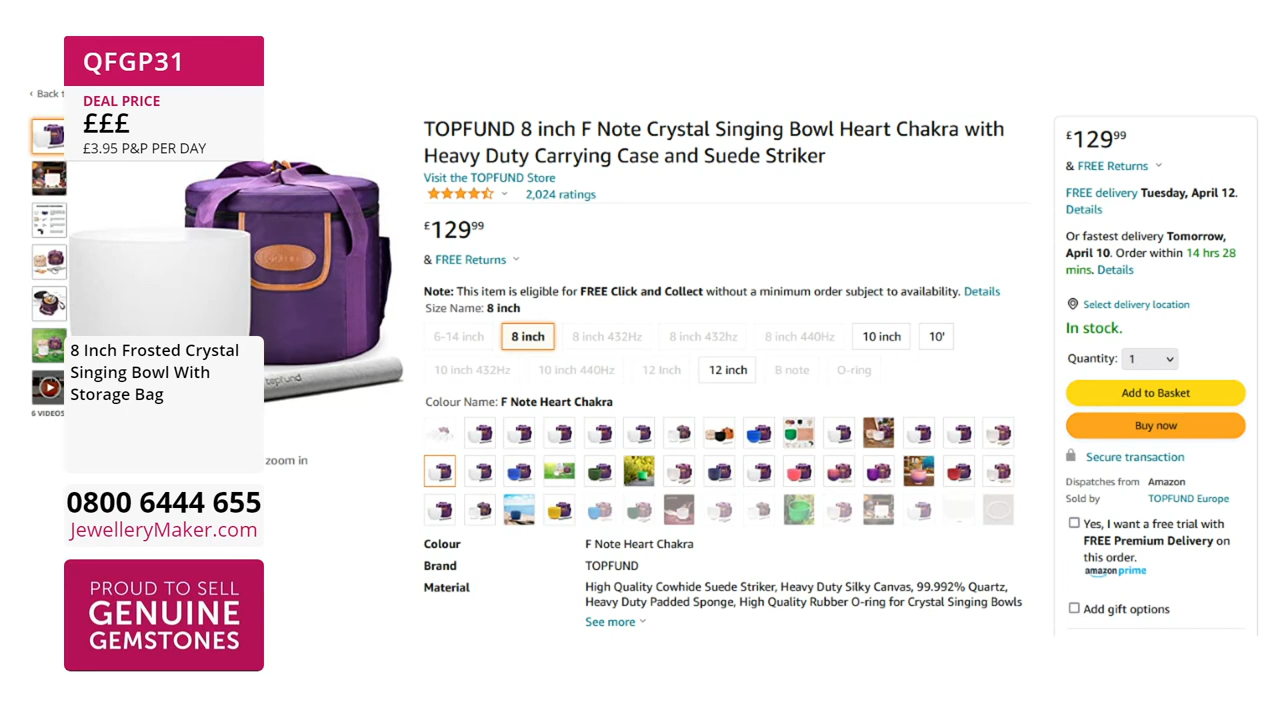 QFGP31
DEAL PRICE
£££
£3.95 P&P PER DAY
‹ Back t
8 Inch Frosted Crystal
Singing Bowl With
Storage Bag
6 VIDEOS
zoom in
0800 6444 655
JewelleryMaker.com
PROUD TO SELL
GENUINE
GEMSTONES
topfund
TOPFUND 8 inch F Note Crystal Singing Bowl Heart Chakra with
Heavy Duty Carrying Case and Suede Striker
Visit the TOPFUND Store
2,024 ratings
£129.99
& FREE Returns
Note: This item is eligible for FREE Click and Collect without a minimum order subject to availability. Details
Size Name: 8 inch
6-14 inch 8 inch 8 inch 432Hz 8 inch 432hz 8 inch 440Hz 10 inch 10'
10 inch 432Hz 10 inch 440Hz 12 Inch 12 inch B note O-ring
Colour Name: F Note Heart Chakra
Colour F Note Heart Chakra
Brand TOPFUND
Material High Quality Cowhide Suede Striker, Heavy Duty Silky Canvas, 99.992% Quartz,
Heavy Duty Padded Sponge, High Quality Rubber O-ring for Crystal Singing Bowls
See more
£129.99
& FREE Returns
FREE delivery Tuesday, April 12.
Details
Or fastest delivery Tomorrow,
April 10. Order within 14 hrs 28
mins. Details
Select delivery location
In stock.
Quantity: 1
Add to Basket
Buy now
Secure transaction
Dispatches from Amazon
Sold by TOPFUND Europe
Yes, I want a free trial with
FREE Premium Delivery on
this order.
amazon prime
Add gift options